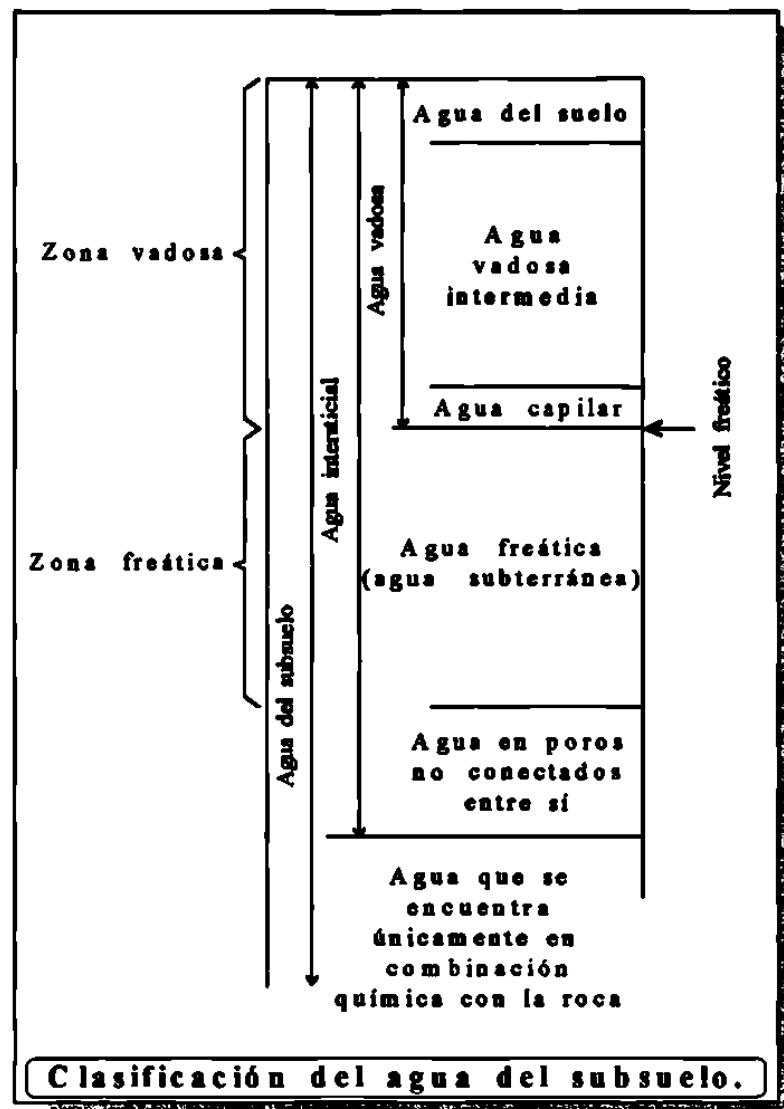 Agua del suelo
Zona vadosa
Agua vadosa
Agua
vadosa
intermedia
Agua intersticial
Agua capilar
Nivel freático
Zona freática
Agua freática
(agua subterránea)
Agua del subsuelo
Agua en poros
no conectados
entre sí
Agua que se
encuentra
únicamente en
combinación
química con la roca
Clasificación del agua del subsuelo.